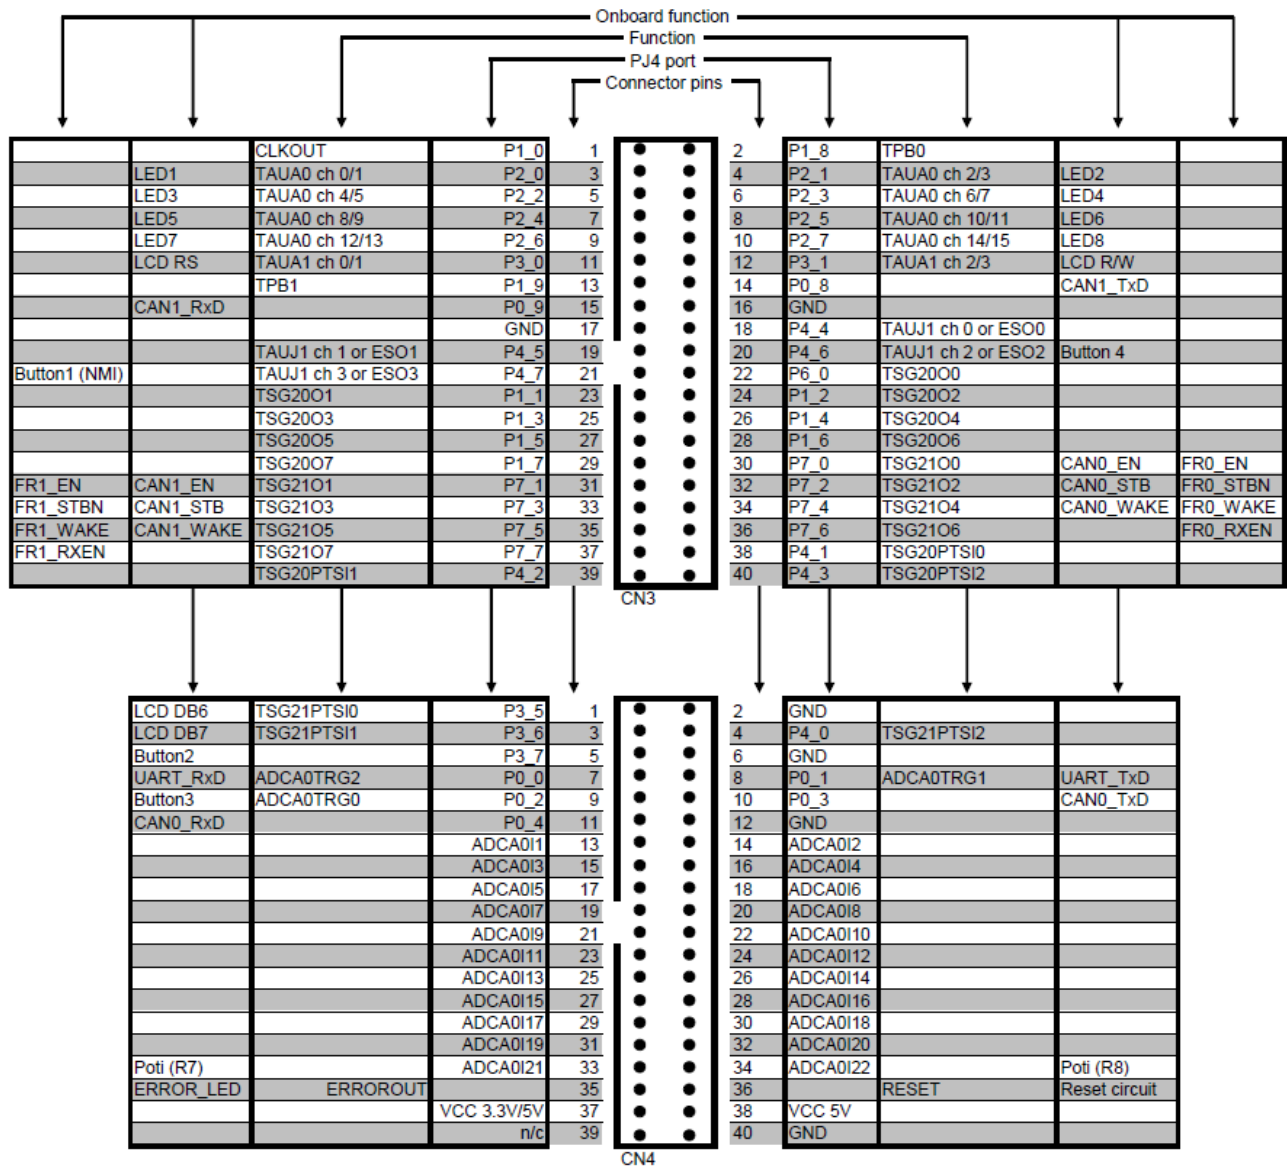 Onboard function
Function
PJ4 port
Connector pins
CLKOUT P1_0 1 2 P1_8 TPB0
LED1 TAUA0 ch 0/1 P2_0 3 4 P2_1 TAUA0 ch 2/3 LED2
LED3 TAUA0 ch 4/5 P2_2 5 6 P2_3 TAUA0 ch 6/7 LED4
LED5 TAUA0 ch 8/9 P2_4 7 8 P2_5 TAUA0 ch 10/11 LED6
LED7 TAUA0 ch 12/13 P2_6 9 10 P2_7 TAUA0 ch 14/15 LED8
LCD RS TAUA1 ch 0/1 P3_0 11 12 P3_1 TAUA1 ch 2/3 LCD R/W
TPB1 P1_9 13 14 P0_8 CAN1_TxD
CAN1_RxD P0_9 15 16 GND
GND 17 18 P4_4 TAUJ1 ch 0 or ESO0
TAUJ1 ch 1 or ESO1 P4_5 19 20 P4_6 TAUJ1 ch 2 or ESO2 Button 4
Button1 (NMI) TAUJ1 ch 3 or ESO3 P4_7 21 22 P6_0 TSG20O0
TSG20O1 P1_1 23 24 P1_2 TSG20O2
TSG20O3 P1_3 25 26 P1_4 TSG20O4
TSG20O5 P1_5 27 28 P1_6 TSG20O6
TSG20O7 P1_7 29 30 P7_0 TSG21O0 CAN0_EN FR0_EN
FR1_EN CAN1_EN TSG21O1 P7_1 31 32 P7_2 TSG21O2 CAN0_STB FR0_STBN
FR1_STBN CAN1_STB TSG21O3 P7_3 33 34 P7_4 TSG21O4 CAN0_WAKE FR0_WAKE
FR1_WAKE CAN1_WAKE TSG21O5 P7_5 35 36 P7_6 TSG21O6 FR0_RXEN
FR1_RXEN TSG21O7 P7_7 37 38 P4_1 TSG20PTSI0
TSG20PTSI1 P4_2 39 40 P4_3 TSG20PTSI2
CN3
LCD DB6 TSG21PTSI0 P3_5 1 2 GND
LCD DB7 TSG21PTSI1 P3_6 3 4 P4_0 TSG21PTSI2
Button2 P3_7 5 6 GND
UART_RxD ADCA0TRG2 P0_0 7 8 P0_1 ADCA0TRG1 UART_TxD
Button3 ADCA0TRG0 P0_2 9 10 P0_3 CAN0_TxD
CAN0_RxD P0_4 11 12 GND
ADCA0I1 13 14 ADCA0I2
ADCA0I3 15 16 ADCA0I4
ADCA0I5 17 18 ADCA0I6
ADCA0I7 19 20 ADCA0I8
ADCA0I9 21 22 ADCA0I10
ADCA0I11 23 24 ADCA0I12
ADCA0I13 25 26 ADCA0I14
ADCA0I15 27 28 ADCA0I16
ADCA0I17 29 30 ADCA0I18
ADCA0I19 31 32 ADCA0I20
Poti (R7) ADCA0I21 33 34 ADCA0I22 Poti (R8)
ERROR_LED ERROROUT 35 36 RESET Reset circuit
VCC 3.3V/5V 37 38 VCC 5V
n/c 39 40 GND
CN4